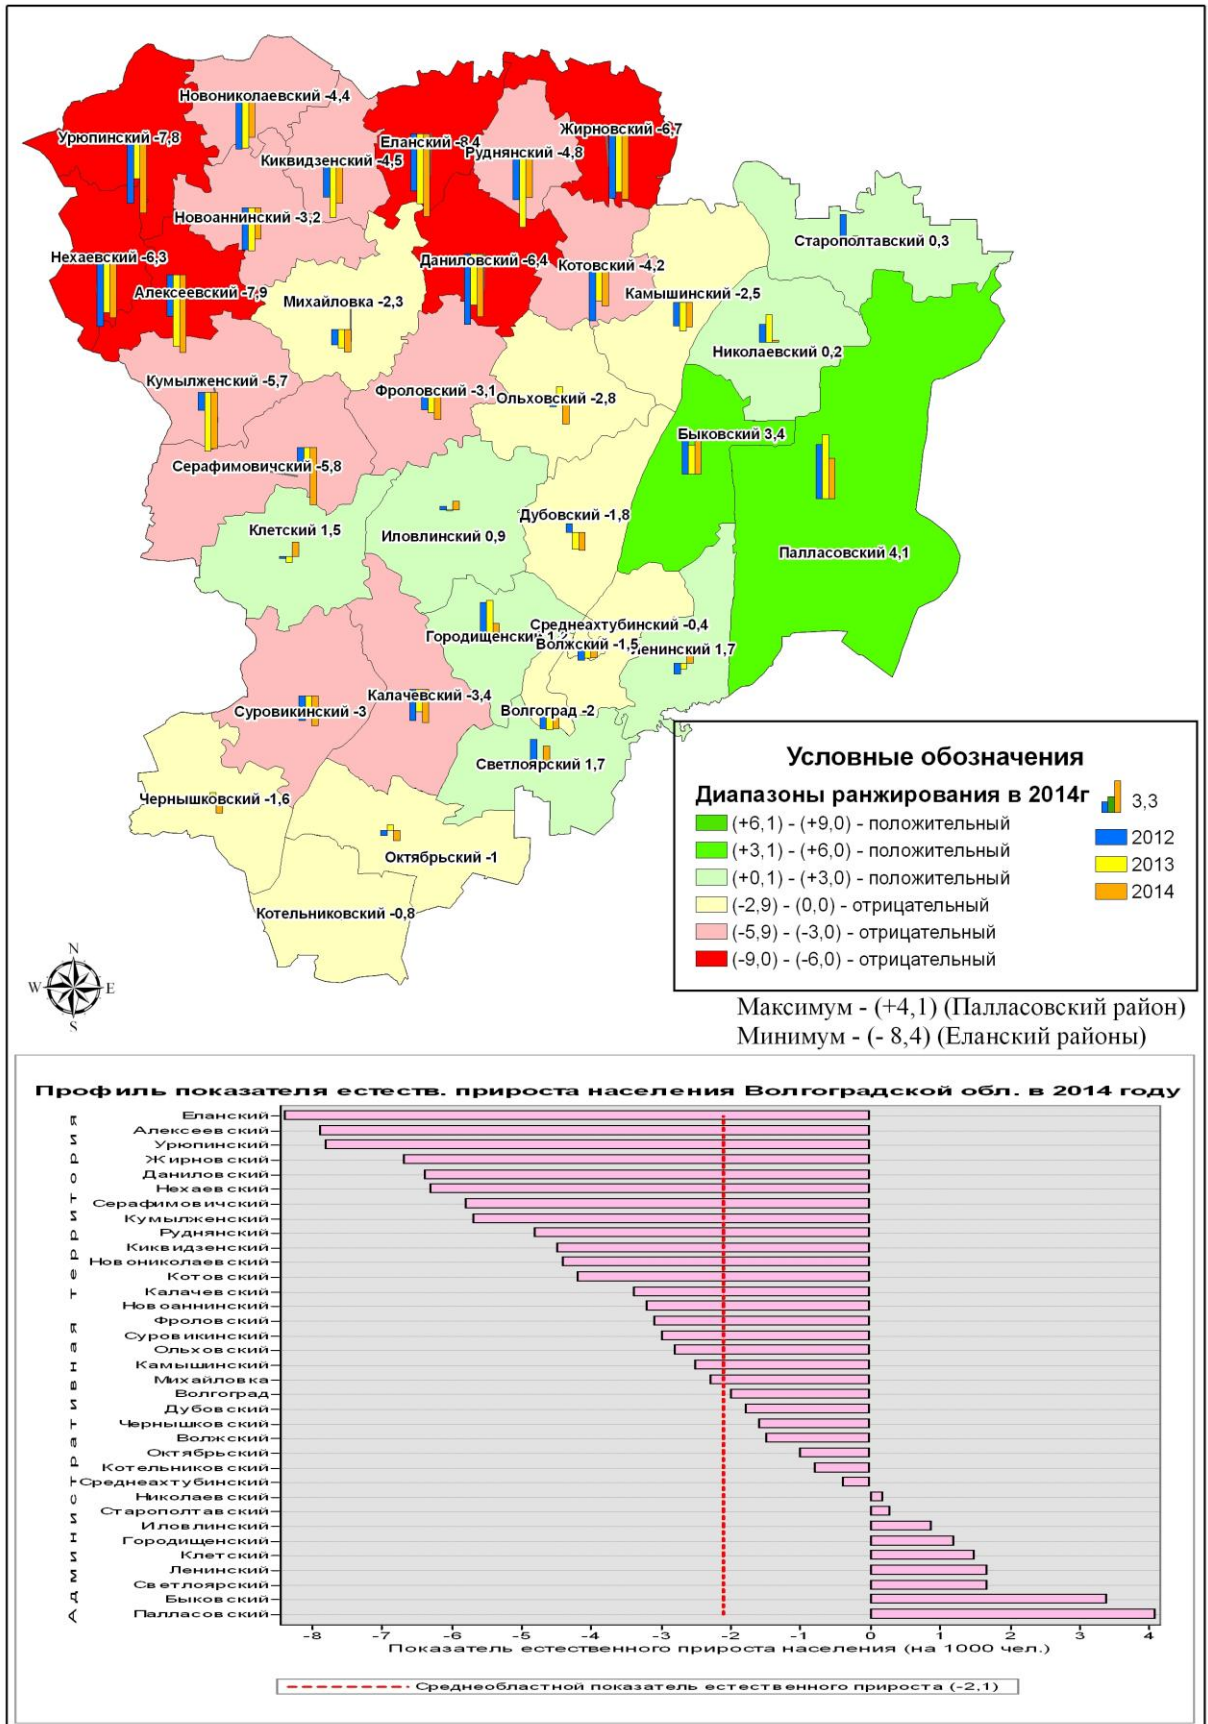 Новониколаевский -4,4
Урюпинский -7,8
Еланский -8,4
Жирновский -6,7
Руднянский -4,8
Киквидзенский -4,5
Новоаннинский -3,2
Старополтавский 0,3
Нехаевский -6,3
Даниловский -6,4
Котовский -4,2
Алексеевский -7,9
Михайловка -2,3
Камышинский -2,5
Николаевский 0,2
Кумылженский -5,7
Фроловский -3,1
Ольховский -2,8
Быковский 3,4
Серафимовичский -5,8
Дубовский -1,8
Клетский 1,5
Иловлинский 0,9
Палласовский 4,1
Среднеахтубинский -0,4
Городищенский 1,2
Волжский -1,5
Ленинский 1,7
Калачевский -3,4
Суровикинский -3
Волгоград -2
Светлоярский 1,7
Чернышковский -1,6
Октябрьский -1
Котельниковский -0,8
N
W E
S
Условные обозначения
Диапазоны ранжирования в 2014г
3,3
(+6,1) - (+9,0) - положительный
2012
(+3,1) - (+6,0) - положительный
2013
(+0,1) - (+3,0) - положительный
2014
(-2,9) - (0,0) - отрицательный
(-5,9) - (-3,0) - отрицательный
(-9,0) - (-6,0) - отрицательный
Максимум - (+4,1) (Палласовский район)
Минимум - (- 8,4) (Еланский районы)
Профиль показателя естеств. прироста населения Волгоградской обл. в 2014 году
Административная территория
Еланский
Алексеевский
Урюпинский
Жирновский
Даниловский
Нехаевский
Серафимовичский
Кумылженский
Руднянский
Киквидзенский
Новониколаевский
Котовский
Калачевский
Новоаннинский
Фроловский
Суровикинский
Ольховский
Камышинский
Михайловка
Волгоград
Дубовский
Чернышковский
Волжский
Октябрьский
Котельниковский
Среднеахтубинский
Николаевский
Старополтавский
Иловлинский
Городищенский
Клетский
Ленинский
Светлоярский
Быковский
Палласовский
-8 -7 -6 -5 -4 -3 -2 -1 0 1 2 3 4
Показатель естественного прироста населения (на 1000 чел.)
Среднеобластной показатель естественного прироста (-2,1)